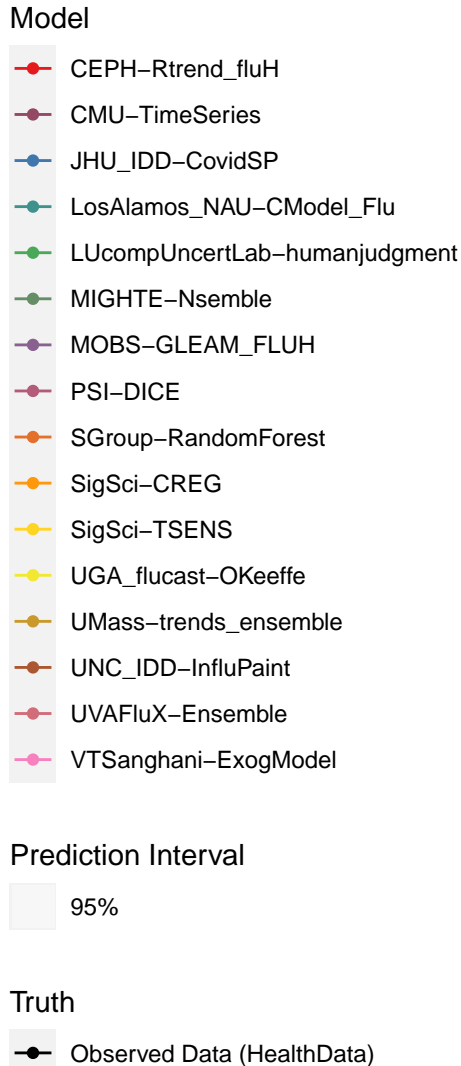 Model
CEPH−Rtrend_fluH
CMU−TimeSeries
JHU_IDD−CovidSP
LosAlamos_NAU−CModel_Flu
LUcompUncertLab−humanjudgment
MIGHTE−Nsemble
MOBS−GLEAM_FLUH
PSI−DICE
SGroup−RandomForest
SigSci−CREG
SigSci−TSENS
UGA_flucast−OKeeffe
UMass−trends_ensemble
UNC_IDD−InfluPaint
UVAFluX−Ensemble
VTSanghani−ExogModel
Prediction Interval
95%
Truth
Observed Data (HealthData)